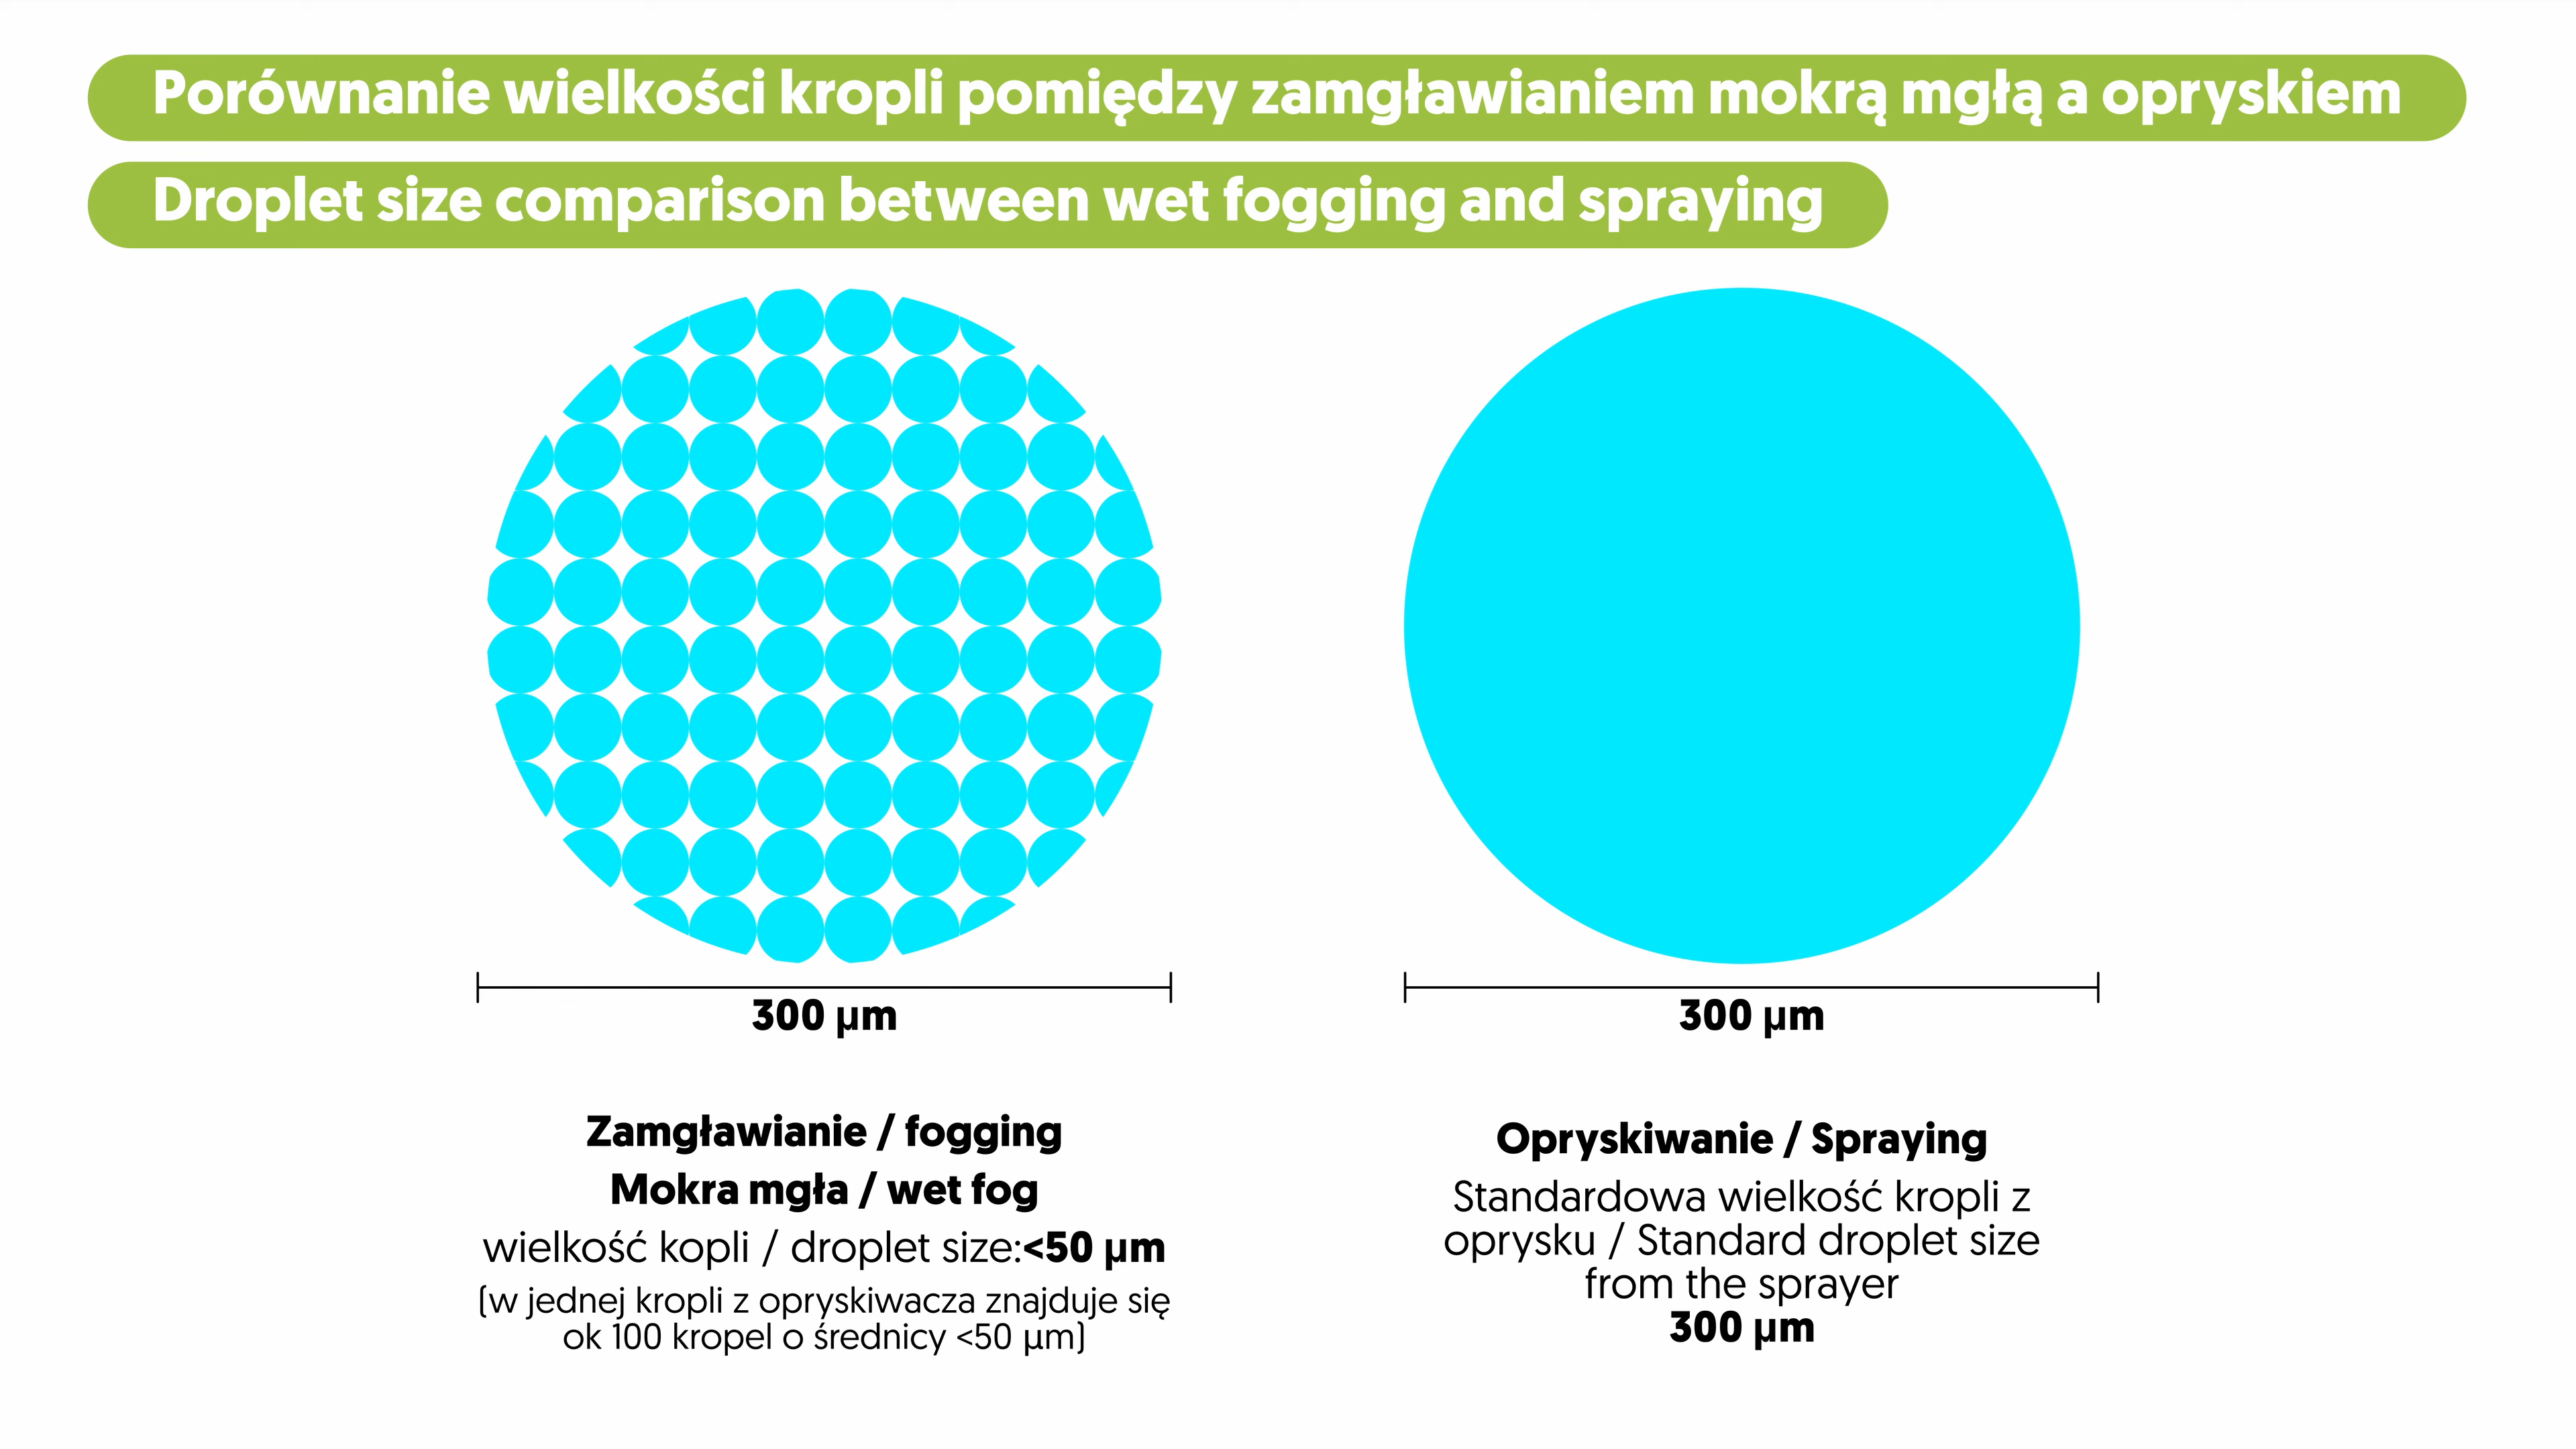 Porównanie wielkości kropli pomiędzy zamgławianiem mokrą mgłą a opryskiem
Droplet size comparison between wet fogging and spraying
300 µm
300 µm
Zamgławianie / fogging
Mokra mgła / wet fog
wielkość kopli / droplet size:<50 µm
(w jednej kropli z opryskiwacza znajduje się
ok 100 kropel o średnicy <50 µm)
Opryskiwanie / Spraying
Standardowa wielkość kropli z
oprysku / Standard droplet size
from the sprayer
300 µm